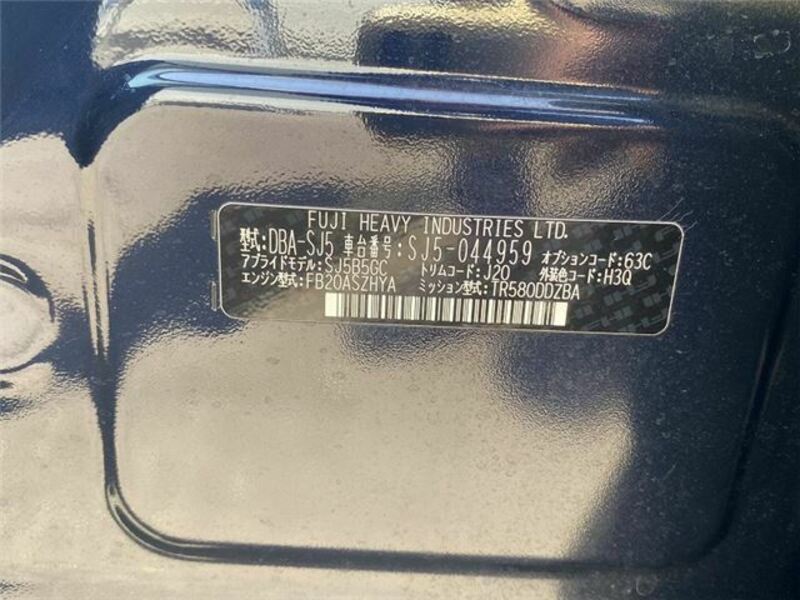 FUJI HEAVY INDUSTRIES LTD.
型式:DBA-SJ5 車台番号:SJ5-044959 オプションコード:63C
アプライドモデル:SJ5B5GC トリムコード:J20 外装色コード:H3Q
エンジン型式:FB20ASZHYA ミッション型式:TR580DDZBA